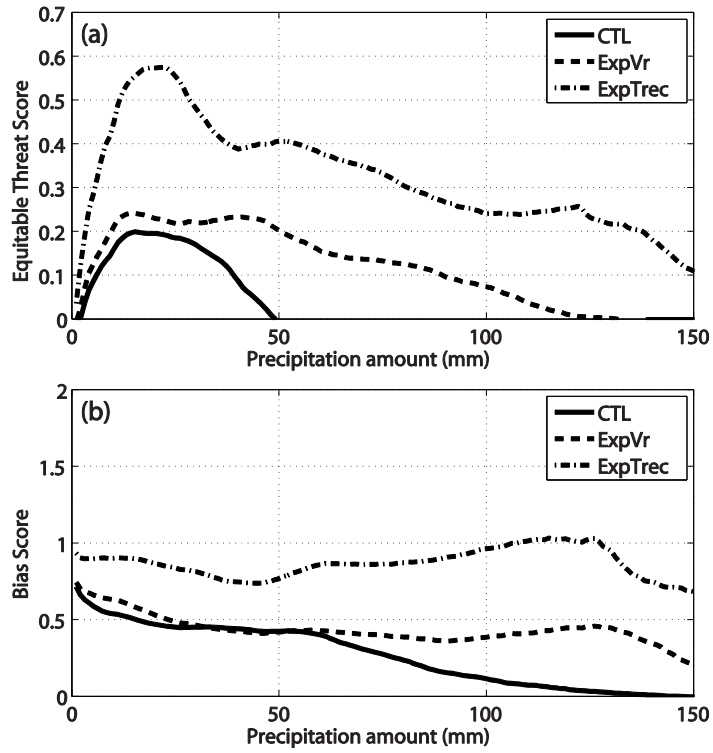 (a)
CTL
ExpVr
ExpTrec
0.7
0.6
0.5
0.4
0.3
0.2
0.1
0
Equitable Threat Score
0 50 100 150
Precipitation amount (mm)
(b)
CTL
ExpVr
ExpTrec
2
1.5
1
0.5
0
Bias Score
0 50 100 150
Precipitation amount (mm)